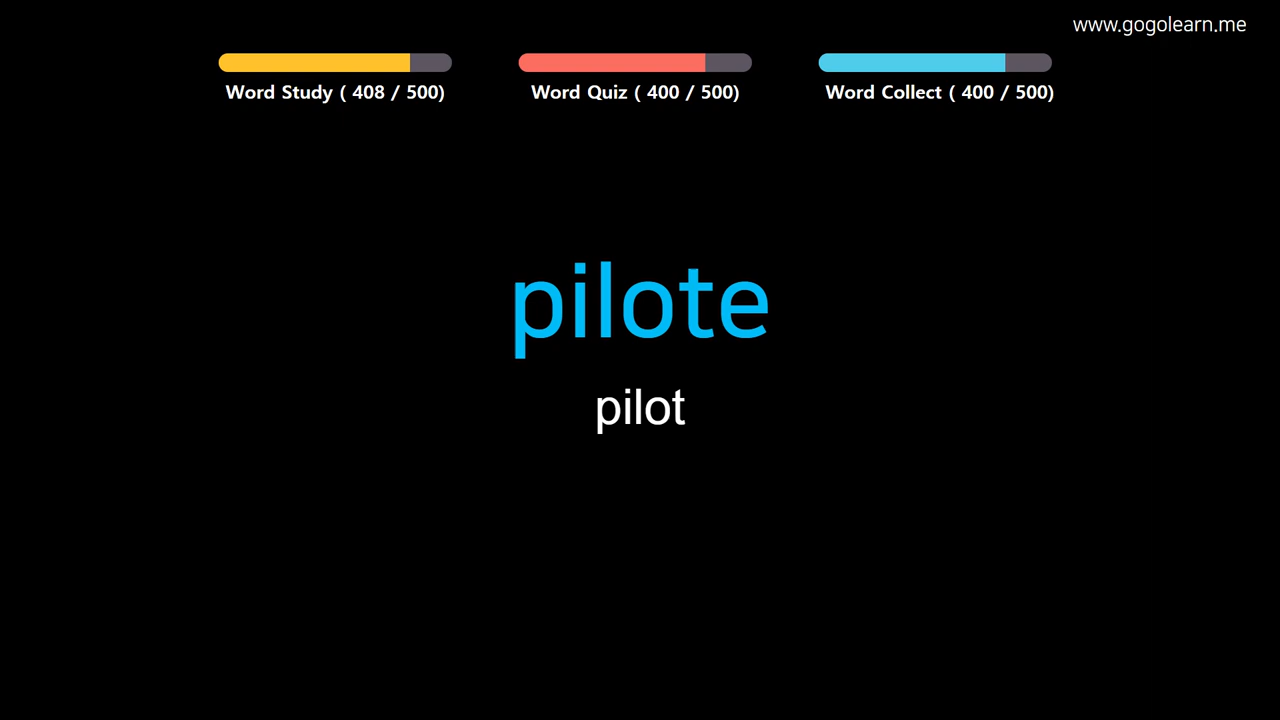 www.gogolearn.me
Word Study ( 408 / 500)
Word Quiz ( 400 / 500)
Word Collect ( 400 / 500)
pilote
pilot